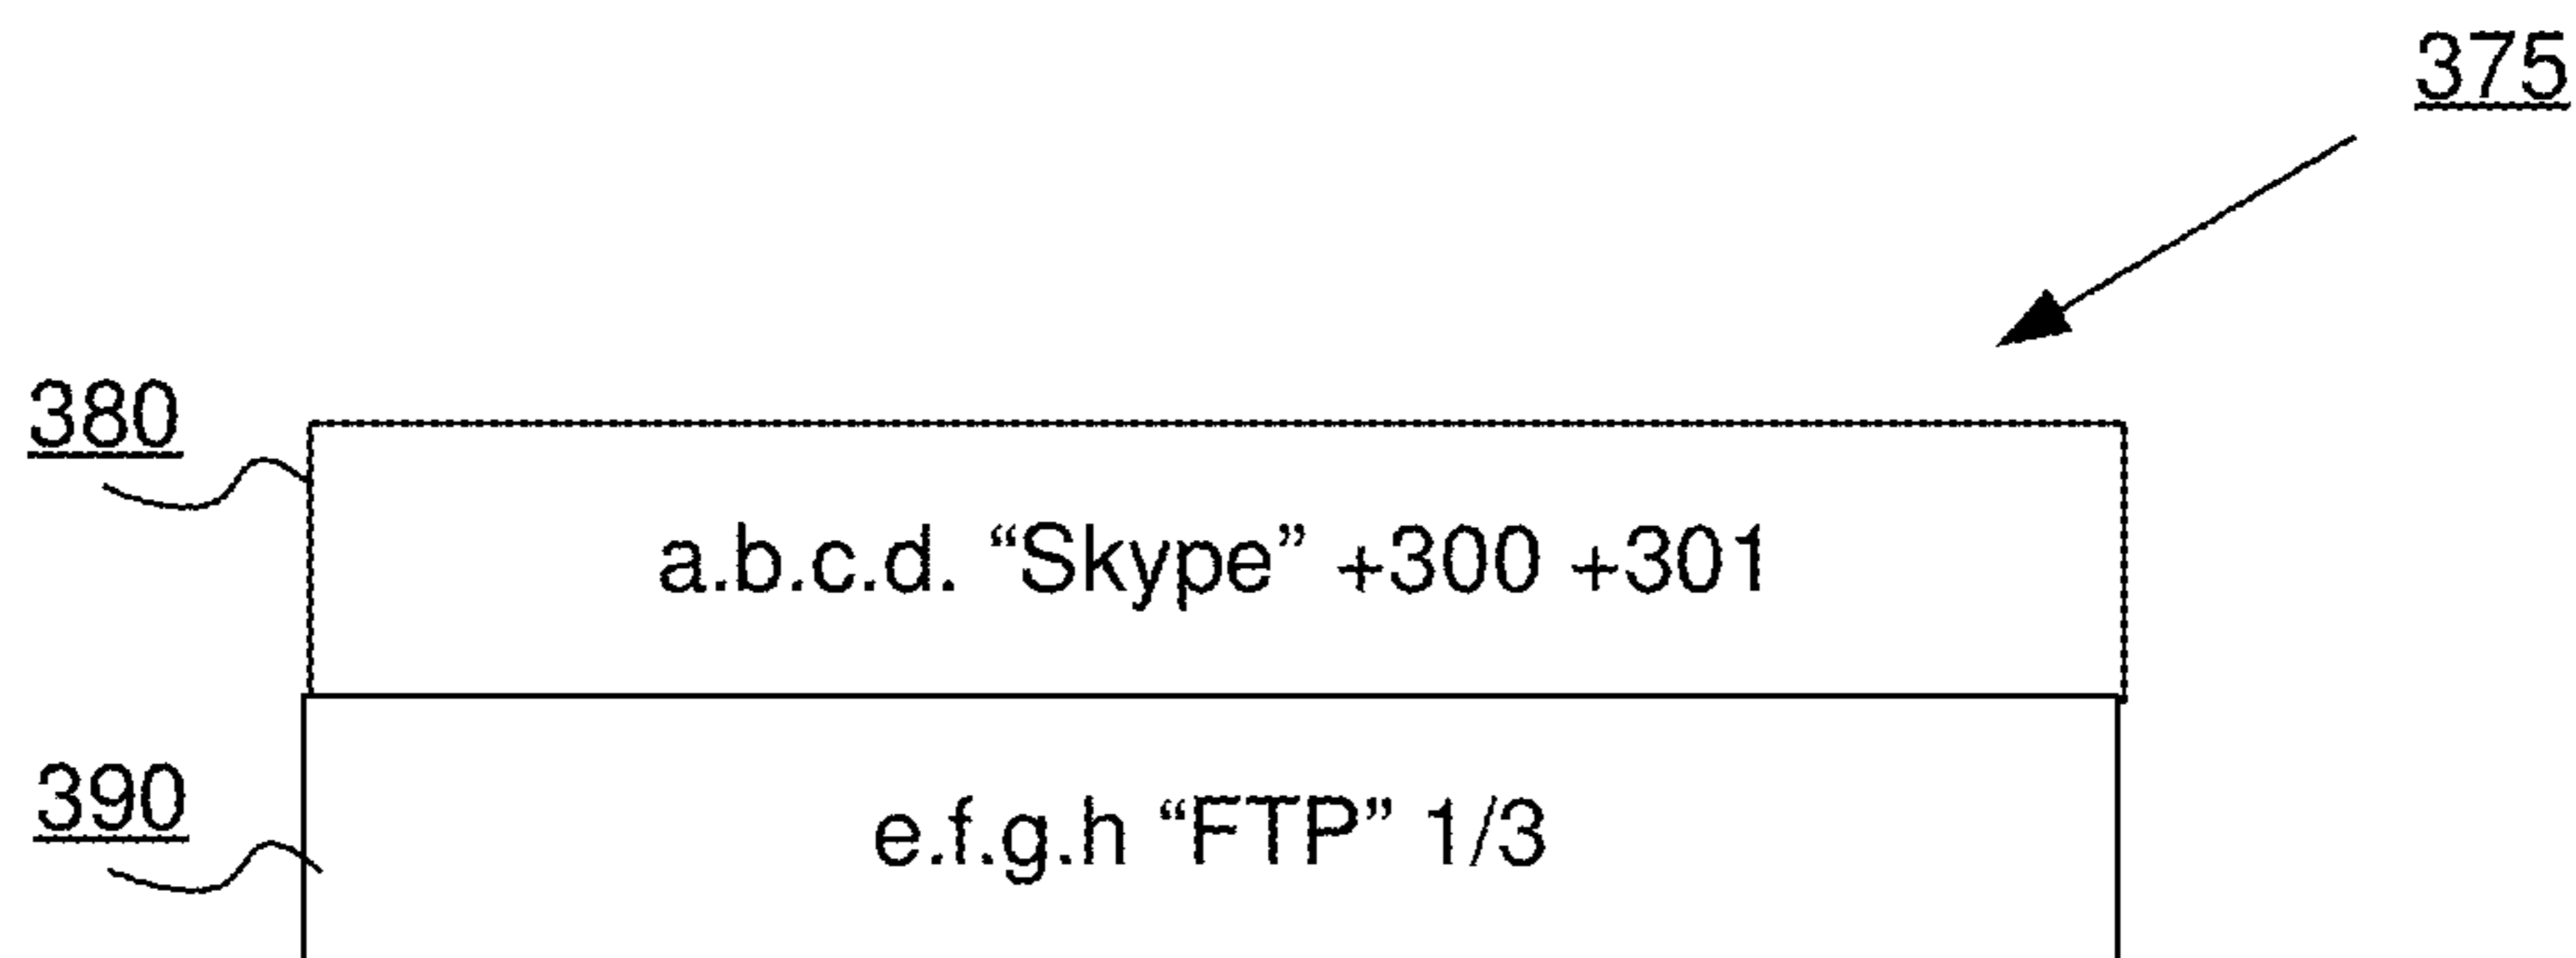 375
380
a.b.c.d. “Skype” +300 +301
390
e.f.g.h “FTP” 1/3